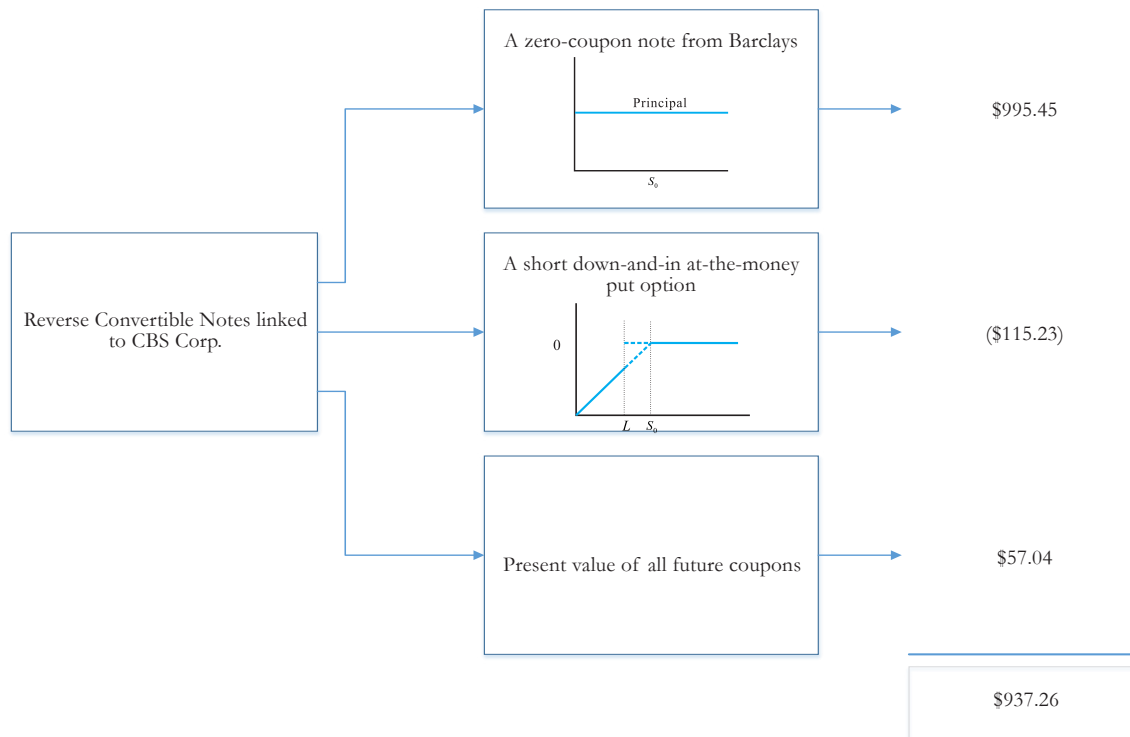 A zero-coupon note from Barclays
Principal
S₀
$995.45
Reverse Convertible Notes linked
to CBS Corp.
A short down-and-in at-the-money
put option
0
L S₀
($115.23)
Present value of all future coupons
$57.04
$937.26